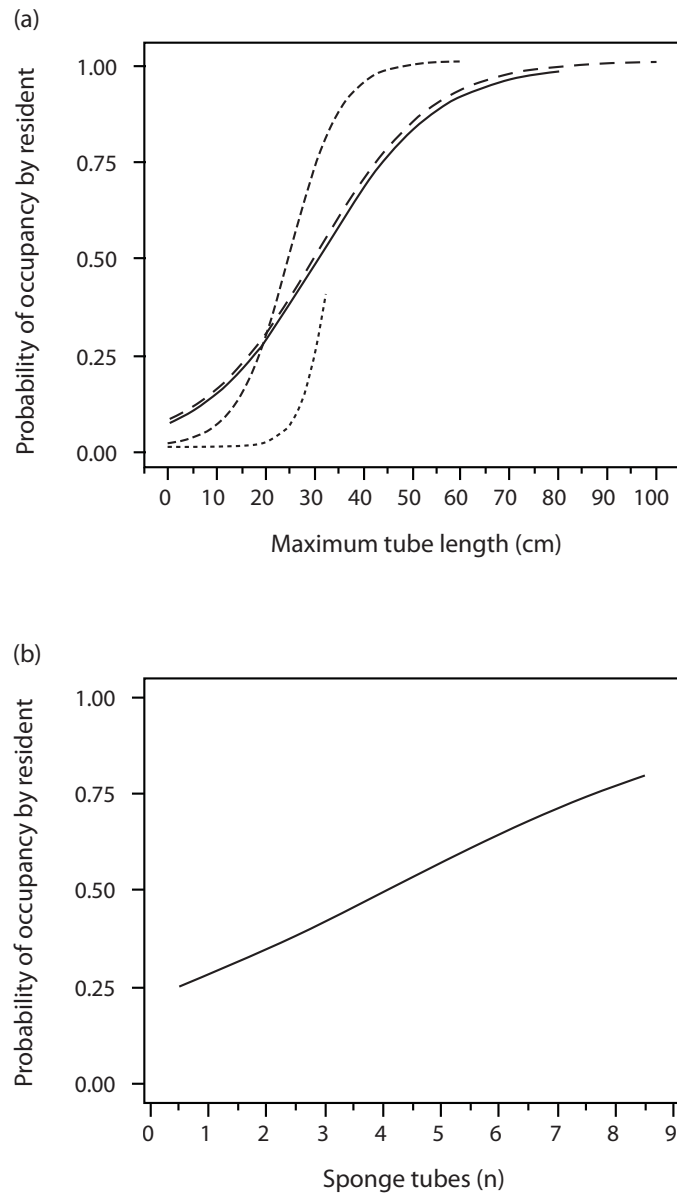 (a)
Probability of occupancy by resident
1.00
0.75
0.50
0.25
0.00
0 10 20 30 40 50 60 70 80 90 100
Maximum tube length (cm)
(b)
Probability of occupancy by resident
1.00
0.75
0.50
0.25
0.00
0 1 2 3 4 5 6 7 8 9
Sponge tubes (n)